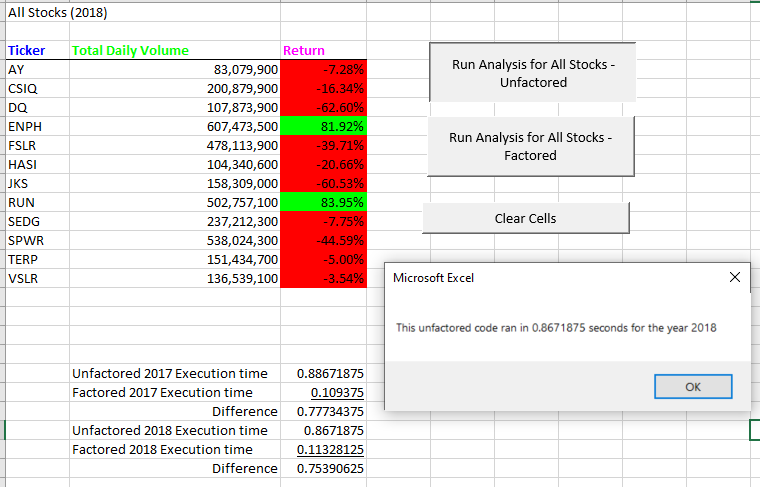 All Stocks (2018)
Ticker Total Daily Volume Return
AY 83,079,900 -7.28%
CSIQ 200,879,900 -16.34%
DQ 107,873,900 -62.60%
ENPH 607,473,500 81.92%
FSLR 478,113,900 -39.71%
HASI 104,340,600 -20.66%
JKS 158,309,000 -60.53%
RUN 502,757,100 83.95%
SEDG 237,212,300 -7.75%
SPWR 538,024,300 -44.59%
TERP 151,434,700 -5.00%
VSLR 136,539,100 -3.54%
Run Analysis for All Stocks -
Unfactored
Run Analysis for All Stocks -
Factored
Clear Cells
Microsoft Excel
This unfactored code ran in 0.8671875 seconds for the year 2018
OK
Unfactored 2017 Execution time 0.88671875
Factored 2017 Execution time 0.109375
Difference 0.77734375
Unfactored 2018 Execution time 0.8671875
Factored 2018 Execution time 0.11328125
Difference 0.75390625